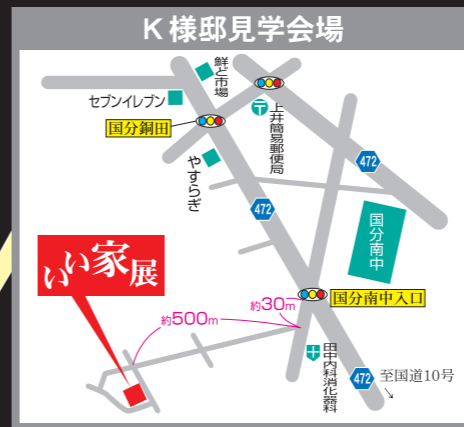 K様邸見学会場
鮮ど市場
セブンイレブン
国分銅田
上井簡易郵便局
やすらぎ
472
472
国分南中
いい家展
約30m
国分南中入口
約500m
田中内科消化器科
472
至国道10号